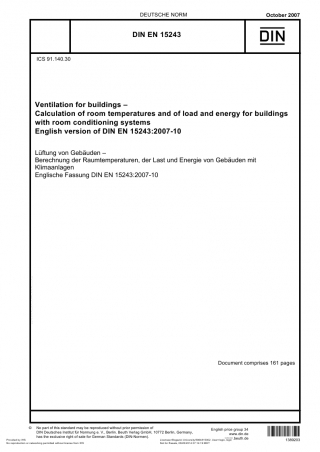 DEUTSCHE NORM
October 2007
DIN EN 15243
DIN
ICS 91.140.30
Ventilation for buildings –
Calculation of room temperatures and of load and energy for buildings
with room conditioning systems
English version of DIN EN 15243:2007-10
Lüftung von Gebäuden –
Berechnung der Raumtemperaturen, der Last und Energie von Gebäuden mit
Klimaanlagen
Englische Fassung DIN EN 15243:2007-10
Document comprises 161 pages
© No part of this standard may be reproduced without prior permission of
DIN Deutsches Institut für Normung e. V., Berlin. Beuth Verlag GmbH, 10772 Berlin, Germany,
has the exclusive right of sale for German Standards (DIN-Normen).
English price group 34
www.din.de
www.beuth.de